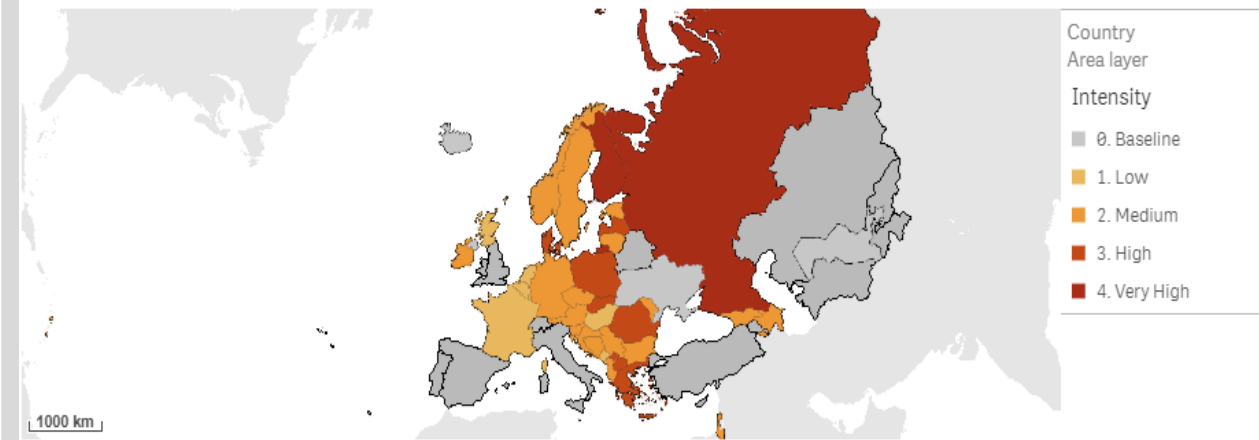 Country
Area layer
Intensity
0. Baseline
1. Low
2. Medium
3. High
4. Very High
1000 km